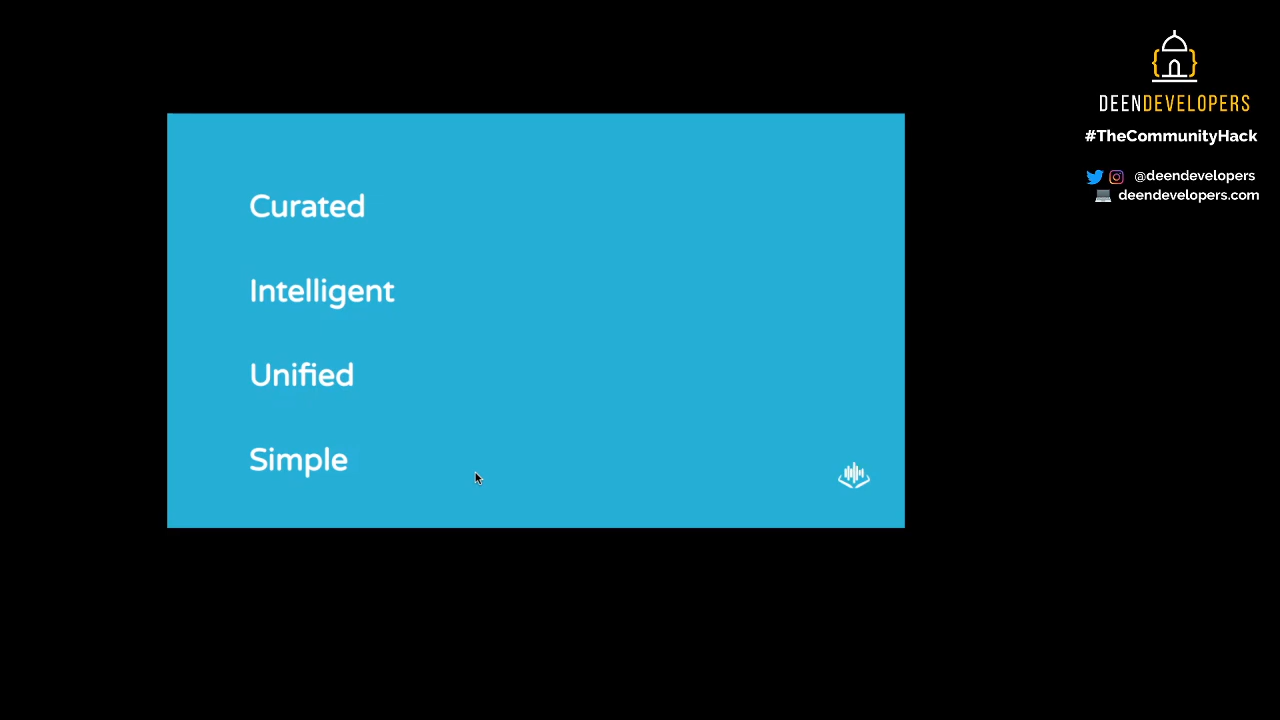 Curated
Intelligent
Unified
Simple
DEENDEVELOPERS
#TheCommunityHack
@deendevelopers
deendevelopers.com